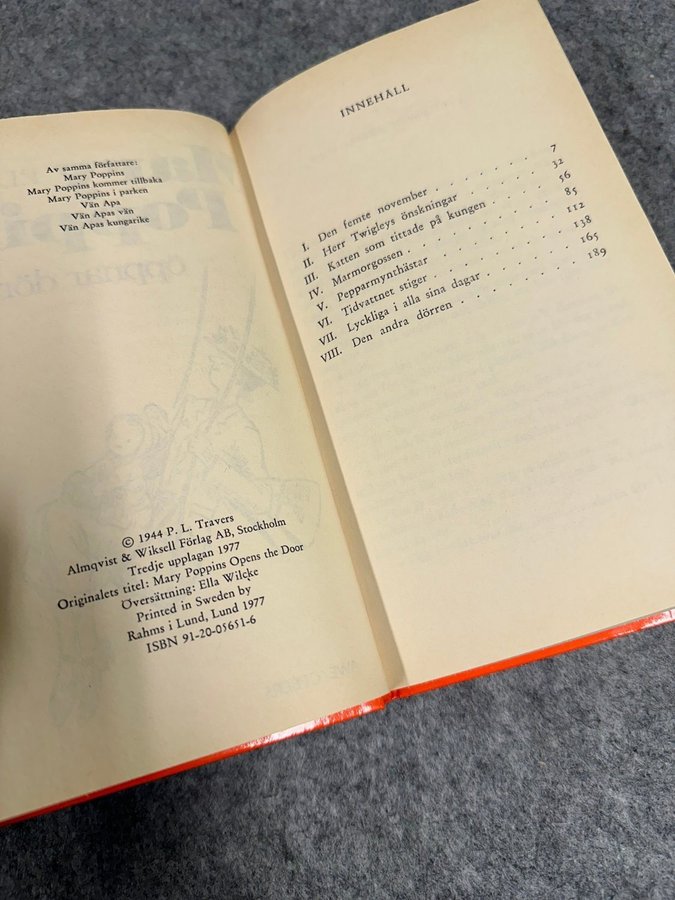 Av samma författare:
Mary Poppins
Mary Poppins kommer tillbaka
Mary Poppins i parken
Vän Apa
Vän Apas vän
Vän Apas kungarike
© 1944 P. L. Travers
Almqvist & Wiksell Förlag AB, Stockholm
Tredje upplagan 1977
Originalets titel: Mary Poppins Opens the Door
Översättning: Ella Wilcke
Printed in Sweden by
Rahms i Lund, Lund 1977
ISBN 91-20-05651-6
INNEHÅLL
I. Den femte november . . . . . . . 7
II. Herr Twigleys önskningar . . . . . 32
III. Katten som tittade på kungen . . . . 56
IV. Marmorgossen . . . . . . . . 85
V. Pepparmynthästar . . . . . . . 112
VI. Tidvattnet stiger . . . . . . . 138
VII. Lyckliga i alla sina dagar . . . . . 165
VIII. Den andra dörren . . . . . . . 189